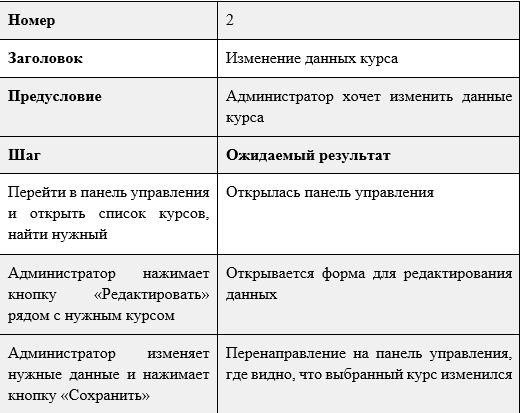 Номер 2
Заголовок Изменение данных курса
Предусловие Администратор хочет изменить данные
курса
Шаг Ожидаемый результат
Перейти в панель управления
и открыть список курсов,
найти нужный
Открылась панель управления
Администратор нажимает
кнопку «Редактировать»
рядом с нужным курсом
Открывается форма для редактирования
данных
Администратор изменяет
нужные данные и нажимает
кнопку «Сохранить»
Перенаправление на панель управления,
где видно, что выбранный курс изменился